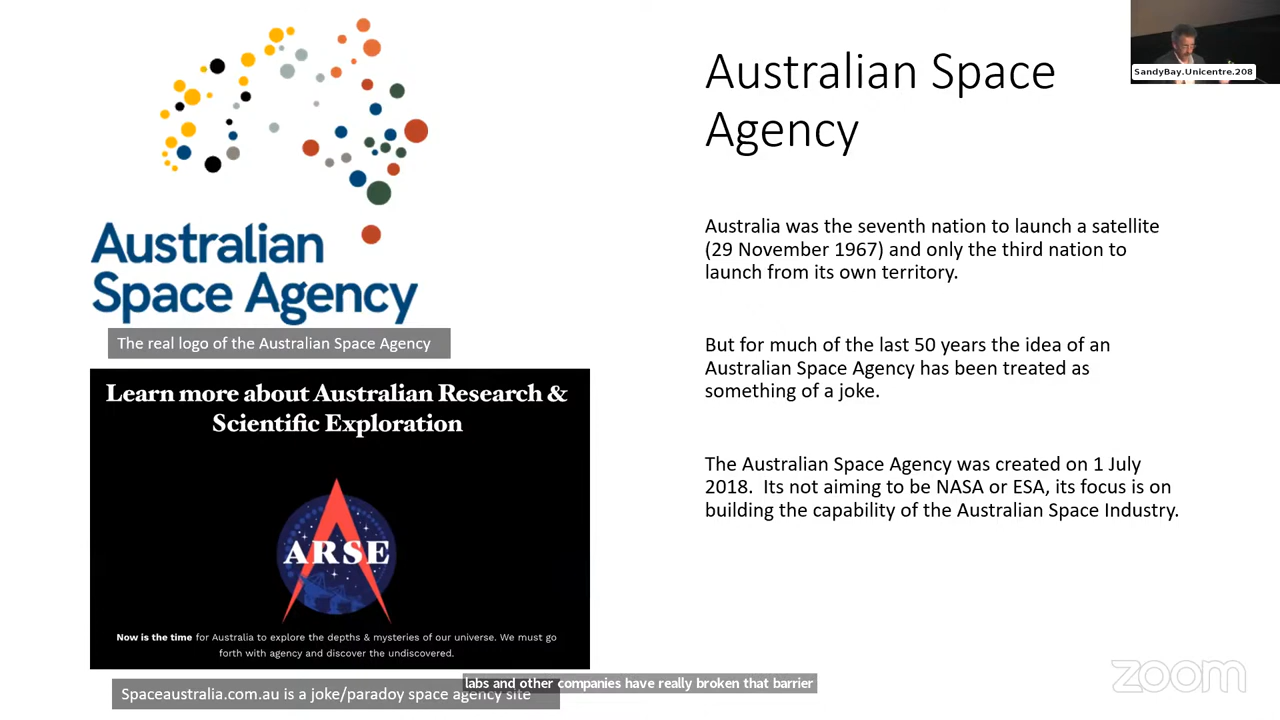 Australian Space
Agency
SandyBay.Unicentre.208
Australian
Space Agency
The real logo of the Australian Space Agency
Australia was the seventh nation to launch a satellite
(29 November 1967) and only the third nation to
launch from its own territory.
But for much of the last 50 years the idea of an
Australian Space Agency has been treated as
something of a joke.
The Australian Space Agency was created on 1 July
2018.  Its not aiming to be NASA or ESA, its focus is on
building the capability of the Australian Space Industry.
Learn more about Australian Research &
Scientific Exploration
ARSE
Now is the time for Australia to explore the depths & mysteries of our universe. We must go
forth with agency and discover the undiscovered.
Spaceaustralia.com.au is a joke/paradoy space agency site
labs and other companies have really broken that barrier
zoom